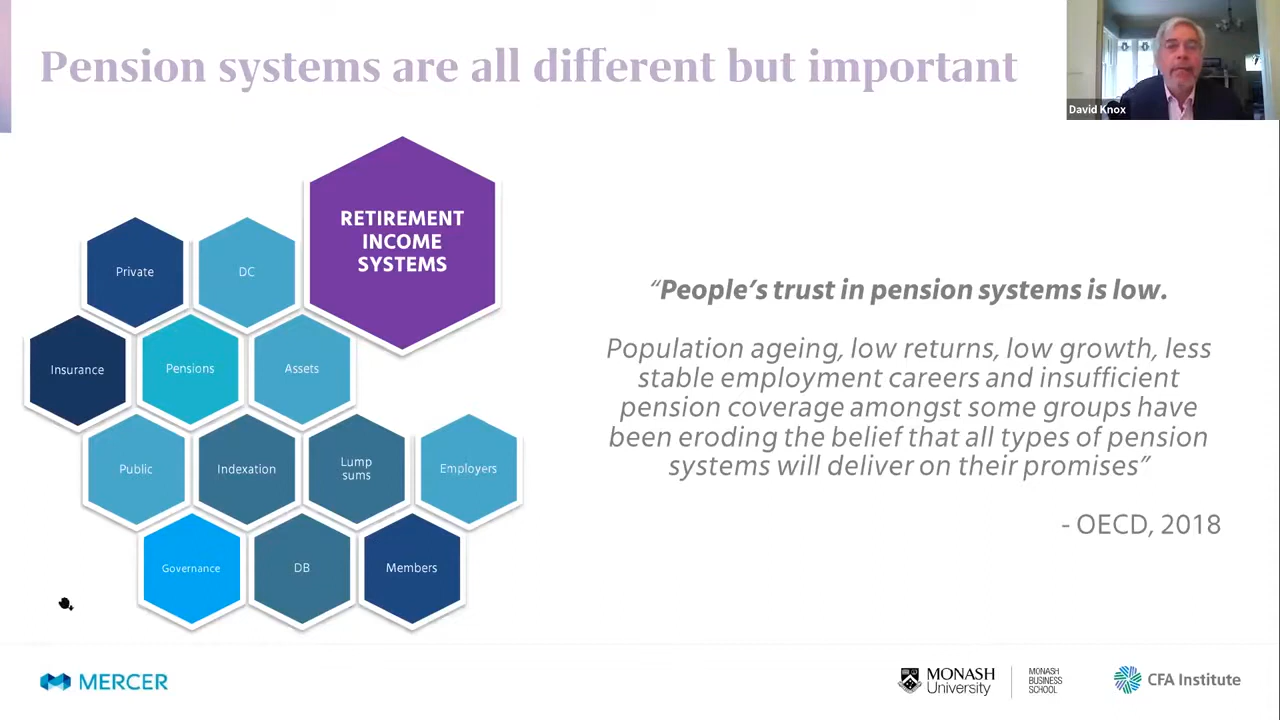 Pension systems are all different but important
David Knox
RETIREMENT
INCOME
SYSTEMS
Private
DC
Insurance
Pensions
Assets
Public
Indexation
Lump
sums
Employers
Governance
DB
Members
“People’s trust in pension systems is low.
Population ageing, low returns, low growth, less
stable employment careers and insufficient
pension coverage amongst some groups have
been eroding the belief that all types of pension
systems will deliver on their promises”
- OECD, 2018
MERCER
MONASH
University
MONASH
BUSINESS
SCHOOL
CFA Institute